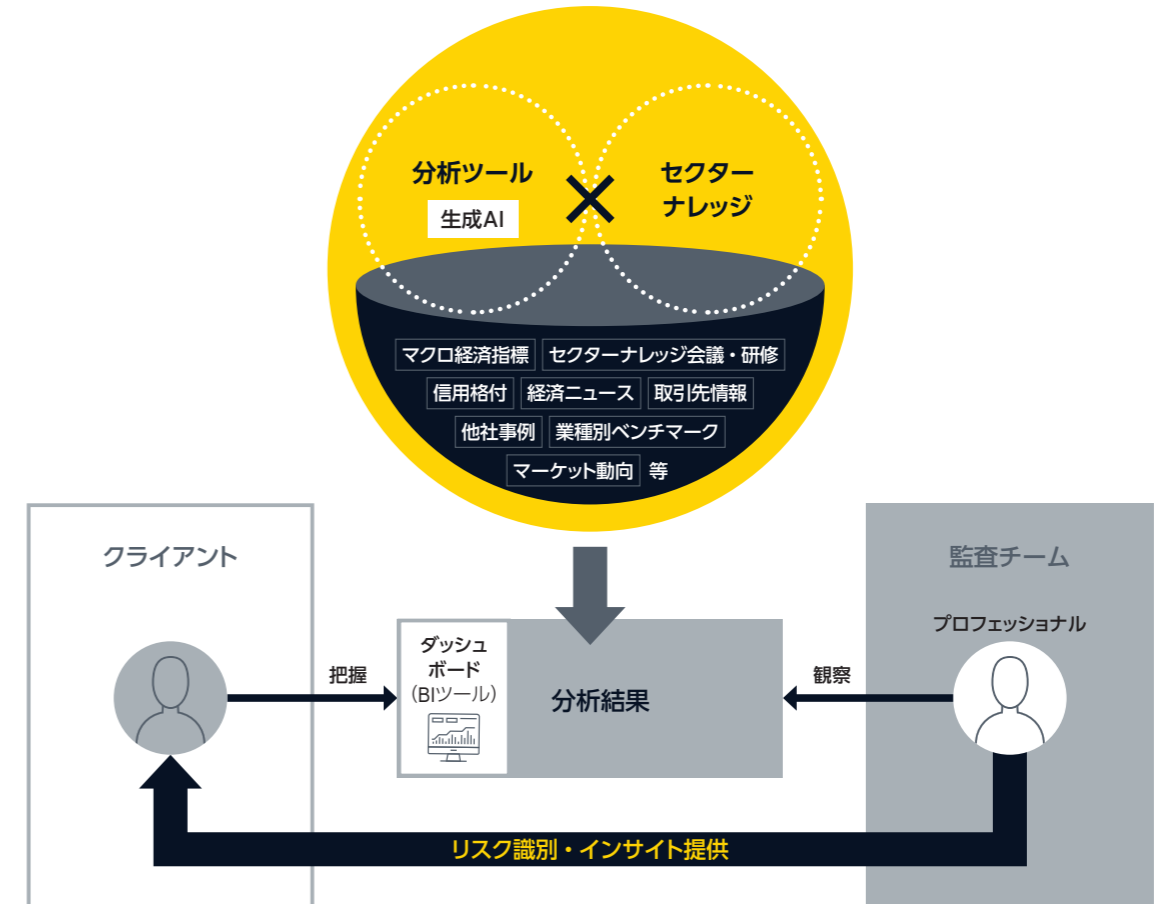 分析ツール
生成AI
セクター
ナレッジ
マクロ経済指標 セクターナレッジ会議・研修
信用格付 経済ニュース 取引先情報
他社事例 業種別ベンチマーク
マーケット動向 等
クライアント
監査チーム
プロフェッショナル
把握
ダッシュ
ボード
(BIツール)
分析結果
観察
リスク識別・インサイト提供